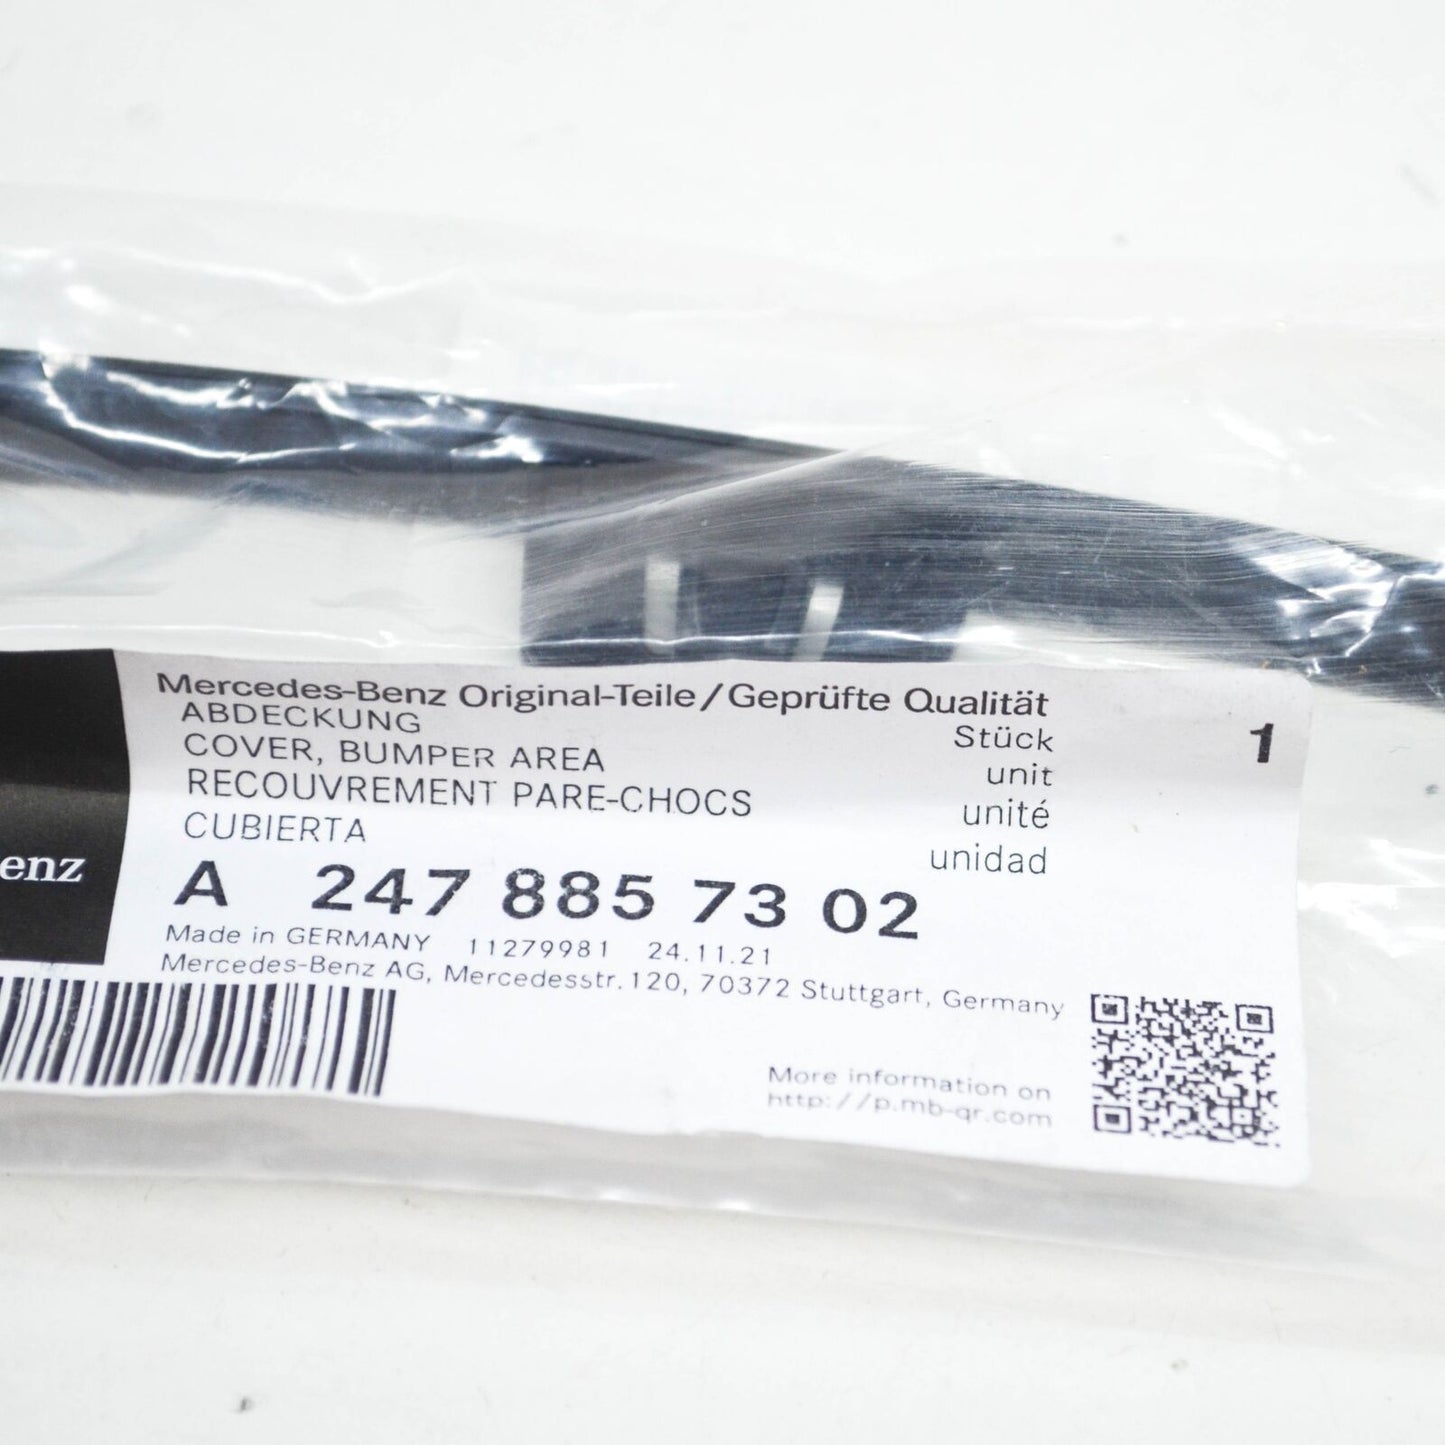 Mercedes-Benz Original-Teile/Geprüfte Qualität
ABDECKUNG
COVER, BUMPER AREA
RECOUVREMENT PARE-CHOCS
CUBIERTA
Stück
unit
unité
unidad
1
enz
A 247 885 73 02
Made in GERMANY 11279981 24.11.21
Mercedes-Benz AG, Mercedesstr.120, 70372 Stuttgart, Germany
More information on
http://p.mb-qr.com